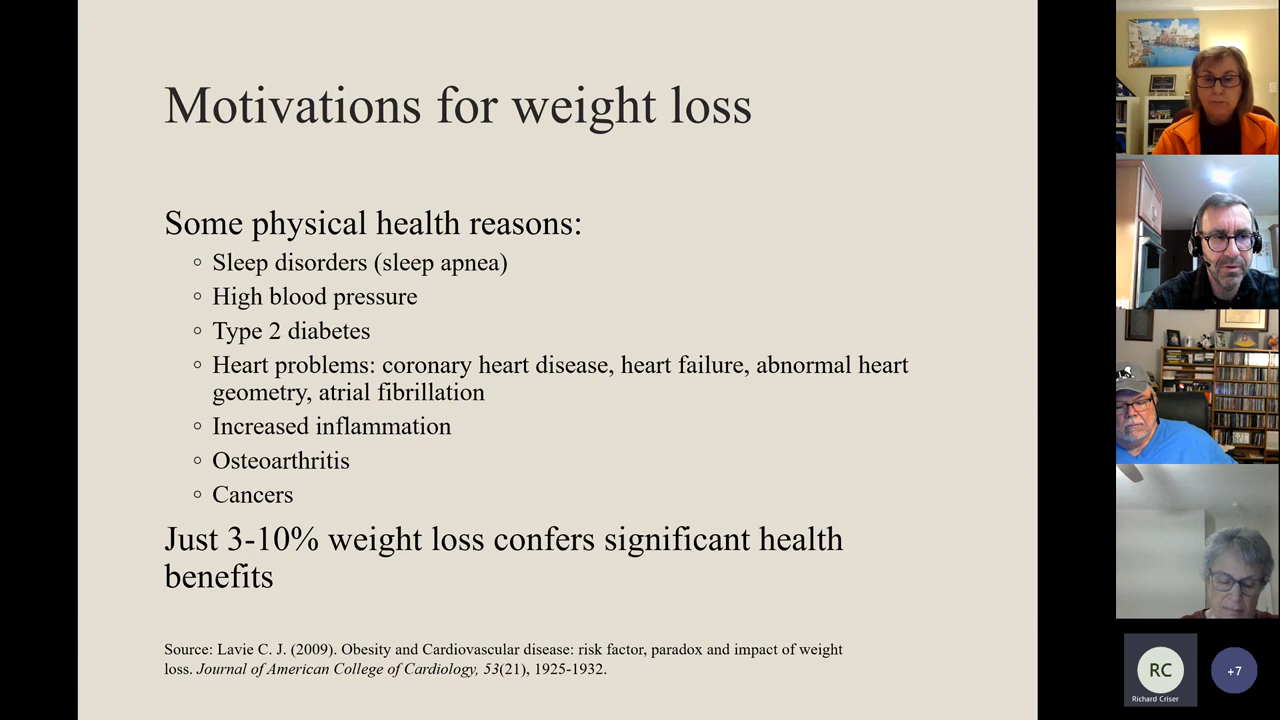 Motivations for weight loss
Some physical health reasons:
◦ Sleep disorders (sleep apnea)
◦ High blood pressure
◦ Type 2 diabetes
◦ Heart problems: coronary heart disease, heart failure, abnormal heart
geometry, atrial fibrillation
◦ Increased inflammation
◦ Osteoarthritis
◦ Cancers
Just 3-10% weight loss confers significant health
benefits
Source: Lavie C. J. (2009). Obesity and Cardiovascular disease: risk factor, paradox and impact of weight
loss. Journal of American College of Cardiology, 53(21), 1925-1932.
RC
Richard Criser
+7